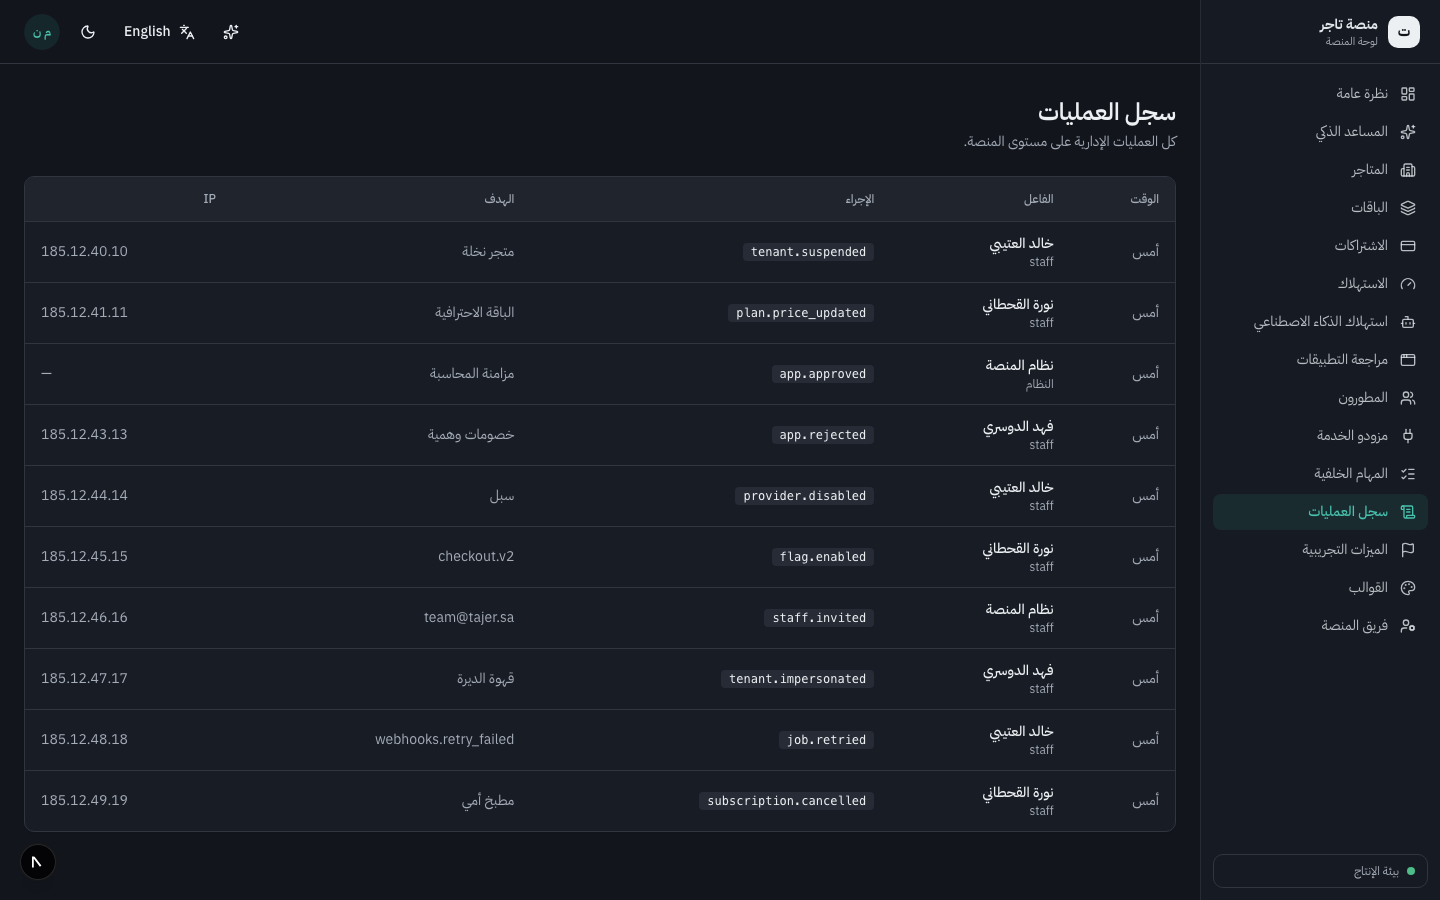 ت
منصة تاجر
لوحة المنصة
English
م ن
نظرة عامة
المساعد الذكي
المتاجر
الباقات
الاشتراكات
الاستهلاك
استهلاك الذكاء الاصطناعي
مراجعة التطبيقات
المطورون
مزودو الخدمة
المهام الخلفية
سجل العمليات
الميزات التجريبية
القوالب
فريق المنصة
بيئة الإنتاج
سجل العمليات
كل العمليات الإدارية على مستوى المنصة.
الوقت الفاعل الإجراء الهدف IP
أمس خالد العتيبي tenant.suspended متجر نخلة 185.12.40.10
staff
أمس نورة القحطاني plan.price_updated الباقة الاحترافية 185.12.41.11
staff
أمس نظام المنصة app.approved مزامنة المحاسبة —
النظام
أمس فهد الدوسري app.rejected خصومات وهمية 185.12.43.13
staff
أمس خالد العتيبي provider.disabled سبل 185.12.44.14
staff
أمس نورة القحطاني flag.enabled checkout.v2 185.12.45.15
staff
أمس نظام المنصة staff.invited team@tajer.sa 185.12.46.16
staff
أمس فهد الدوسري tenant.impersonated قهوة الديرة 185.12.47.17
staff
أمس خالد العتيبي job.retried webhooks.retry_failed 185.12.48.18
staff
أمس نورة القحطاني subscription.cancelled مطبخ أمي 185.12.49.19
staff